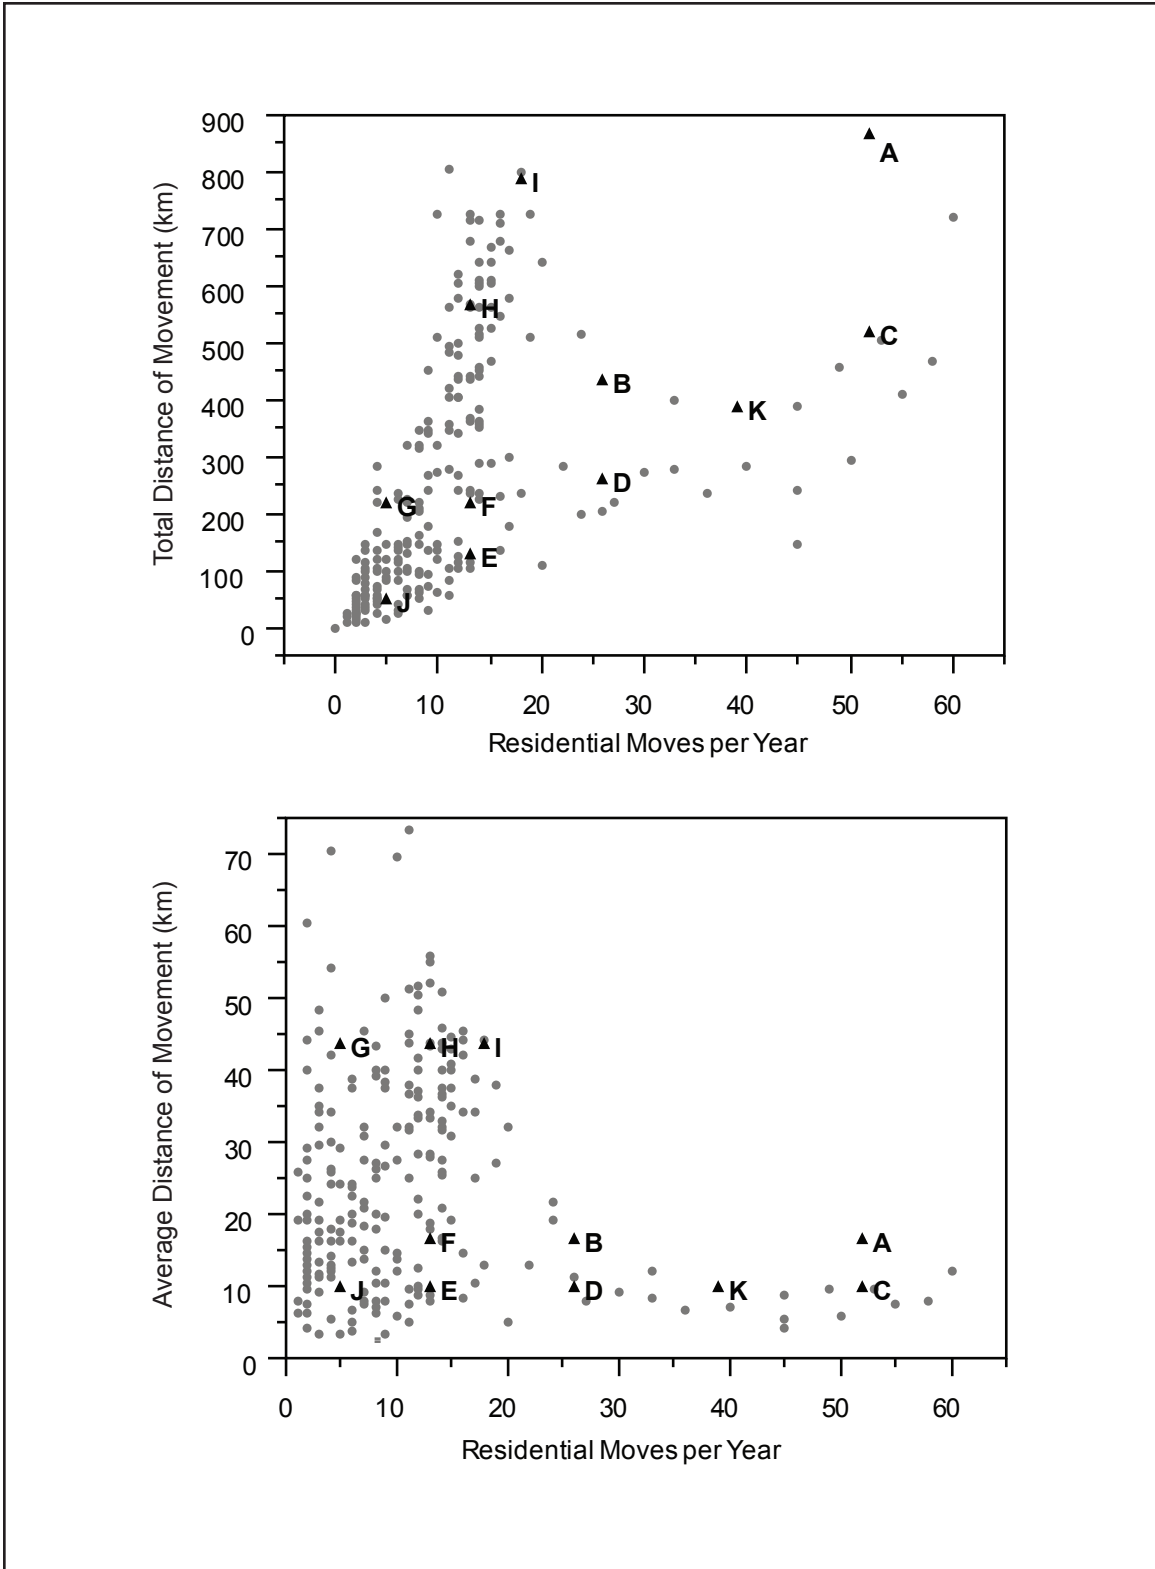 900
A
800
I
700
600
H
500
C
B
400
K
300
D
G
F
200
E
100
J
0
Total Distance of Movement (km)
0 10 20 30 40 50 60
Residential Moves per Year
70
60
50
G H I
40
30
20
F B A
10
J E D K C
0
Average Distance of Movement (km)
0 10 20 30 40 50 60
Residential Moves per Year